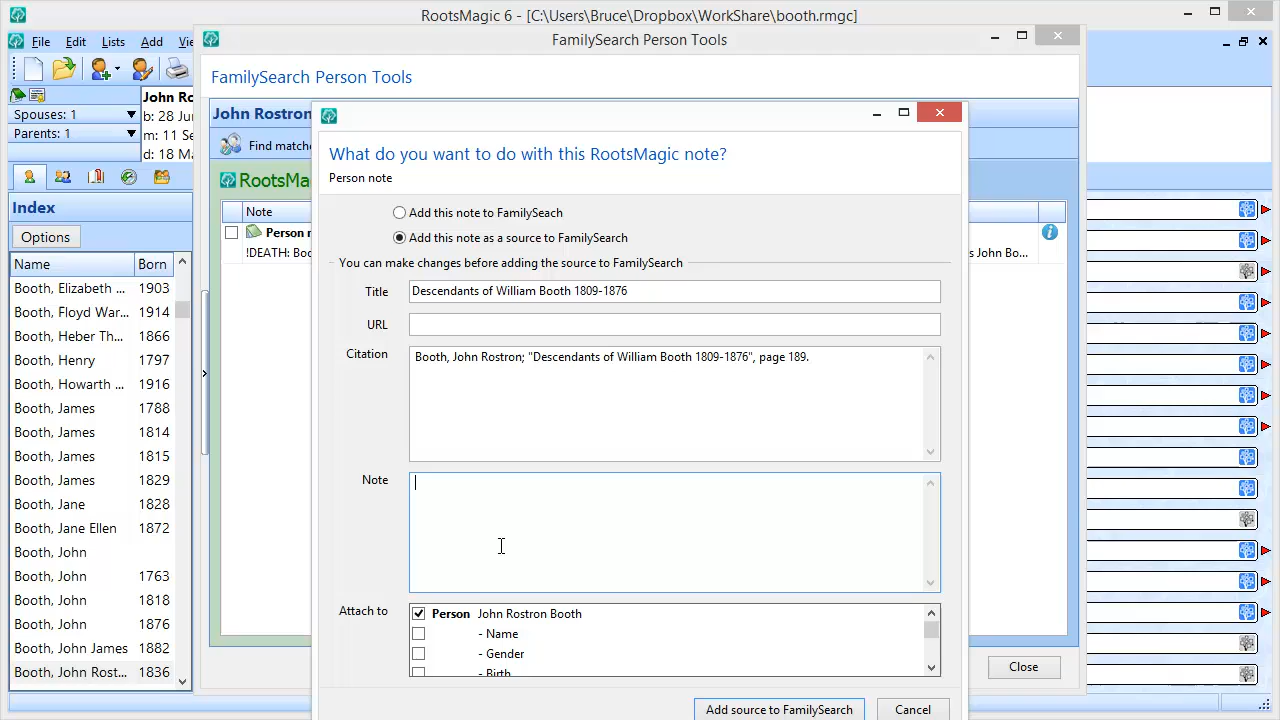 RootsMagic 6 - [C:\Users\Bruce\Dropbox\WorkShare\booth.rmgc]
File Edit Lists Add
FamilySearch Person Tools
FamilySearch Person Tools
Spouses: 1
Parents: 1
John Ro
b: 28 Ju
m: 11 Se
d: 18 Ma
John Rostron
Find matche
RootsMa
Note
Person n
!DEATH: Boo
s John Bo...
Index
Options
Name Born
Booth, Elizabeth ... 1903
Booth, Floyd War... 1914
Booth, Heber Th... 1866
Booth, Henry 1797
Booth, Howarth ... 1916
Booth, James 1788
Booth, James 1814
Booth, James 1815
Booth, James 1829
Booth, Jane 1828
Booth, Jane Ellen 1872
Booth, John
Booth, John 1763
Booth, John 1818
Booth, John 1876
Booth, John James 1882
Booth, John Rost... 1836
What do you want to do with this RootsMagic note?
Person note
Add this note to FamilySeach
Add this note as a source to FamilySearch
You can make changes before adding the source to FamilySearch
Title Descendants of William Booth 1809-1876
URL
Citation Booth, John Rostron; "Descendants of William Booth 1809-1876", page 189.
Note
Attach to Person John Rostron Booth
- Name
- Gender
- Birth
Add source to FamilySearch Cancel
Close